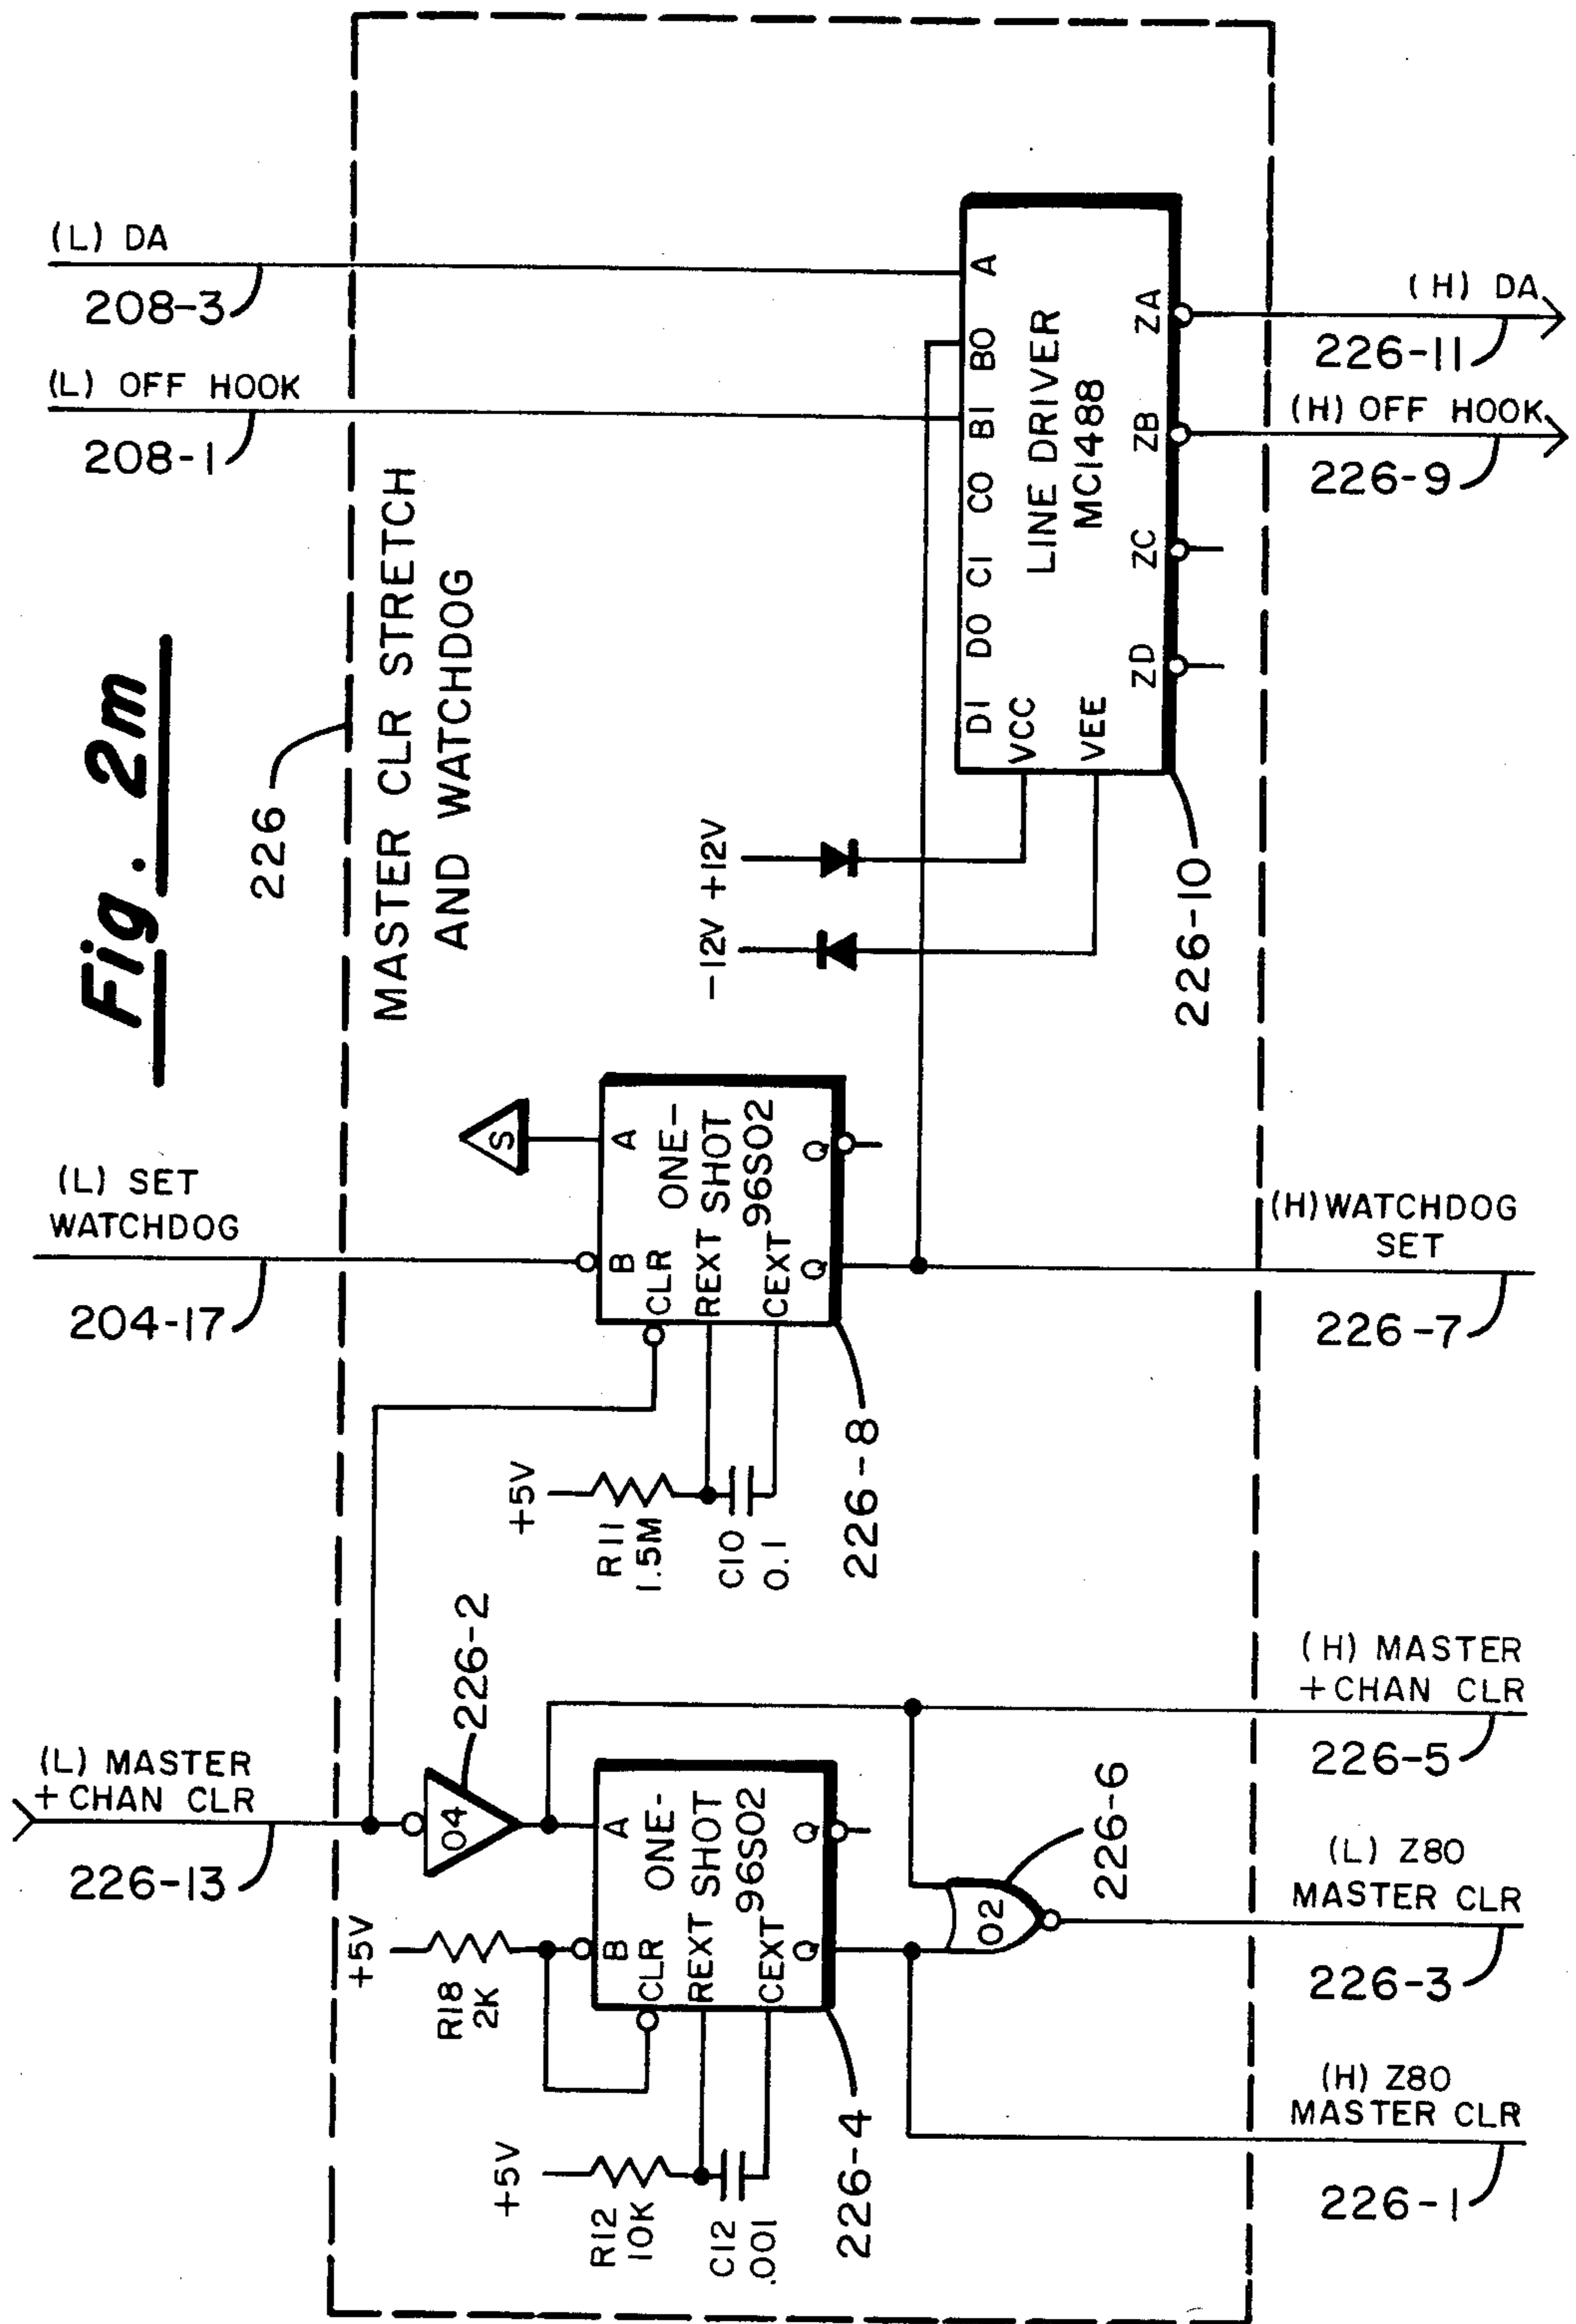 Fig. 2m
226
MASTER CLR STRETCH
AND WATCHDOG
(L) DA
208-3
(L) OFF HOOK
208-1
(L) SET
WATCHDOG
204-17
(L) MASTER
+ CHAN CLR
226-13
A
BO
BI
CO
CI
DO
DI
VCC
VEE
LINE DRIVER
MC1488
ZA
ZB
ZC
ZD
226-10
-12V +12V
(H) DA
226-11
(H) OFF HOOK
226-9
S
A
B
CLR
REXT
CEXT
ONE-
SHOT
96S02
Q
Q
226-8
+5V
R11
1.5M
C10
0.1
(H) WATCHDOG
SET
226-7
04
226-2
+5V
R18
2K
A
B
CLR
REXT
CEXT
ONE-
SHOT
96S02
Q
Q
226-4
+5V
R12
10K
C12
.001
02
226-6
(H) MASTER
+ CHAN CLR
226-5
(L) Z80
MASTER CLR
226-3
(H) Z80
MASTER CLR
226-1